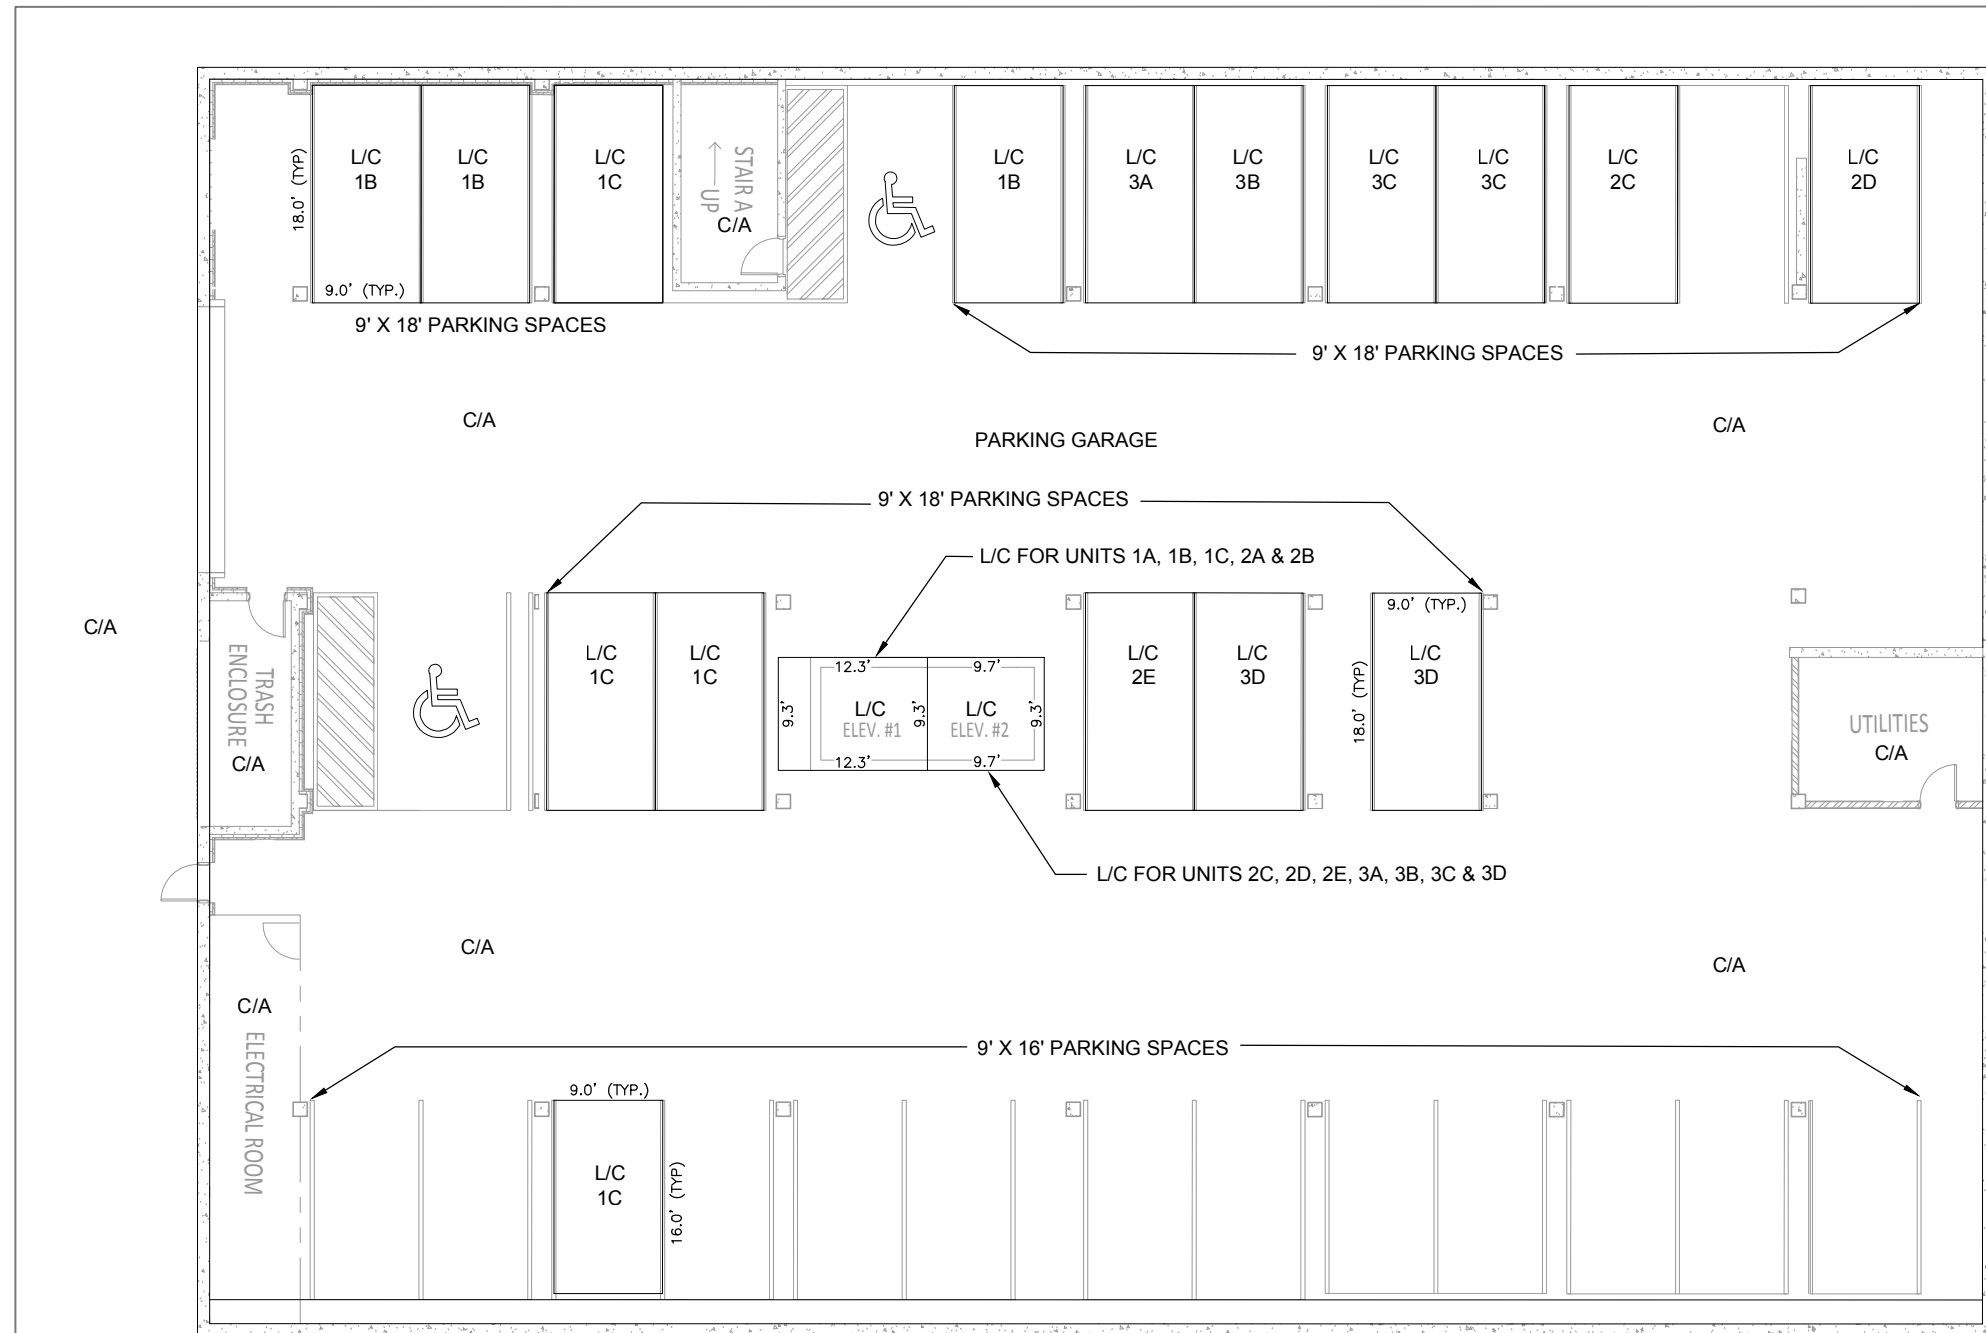 L/C
1B
L/C
1B
L/C
1C
STAIR A
UP
C/A
L/C
1B
L/C
3A
L/C
3B
L/C
3C
L/C
3C
L/C
2C
L/C
2D
18.0' (TYP)
9.0' (TYP.)
9' X 18' PARKING SPACES
9' X 18' PARKING SPACES
C/A
PARKING GARAGE
C/A
9' X 18' PARKING SPACES
L/C FOR UNITS 1A, 1B, 1C, 2A & 2B
C/A
TRASH
ENCLOSURE
C/A
L/C
1C
L/C
1C
12.3'
9.7'
9.3'
L/C
ELEV. #1
9.3'
L/C
ELEV. #2
9.3'
12.3'
9.7'
L/C
2E
L/C
3D
9.0' (TYP.)
L/C
3D
18.0' (TYP)
UTILITIES
C/A
L/C FOR UNITS 2C, 2D, 2E, 3A, 3B, 3C & 3D
C/A
C/A
C/A
ELECTRICAL ROOM
9' X 16' PARKING SPACES
9.0' (TYP.)
L/C
1C
16.0' (TYP)